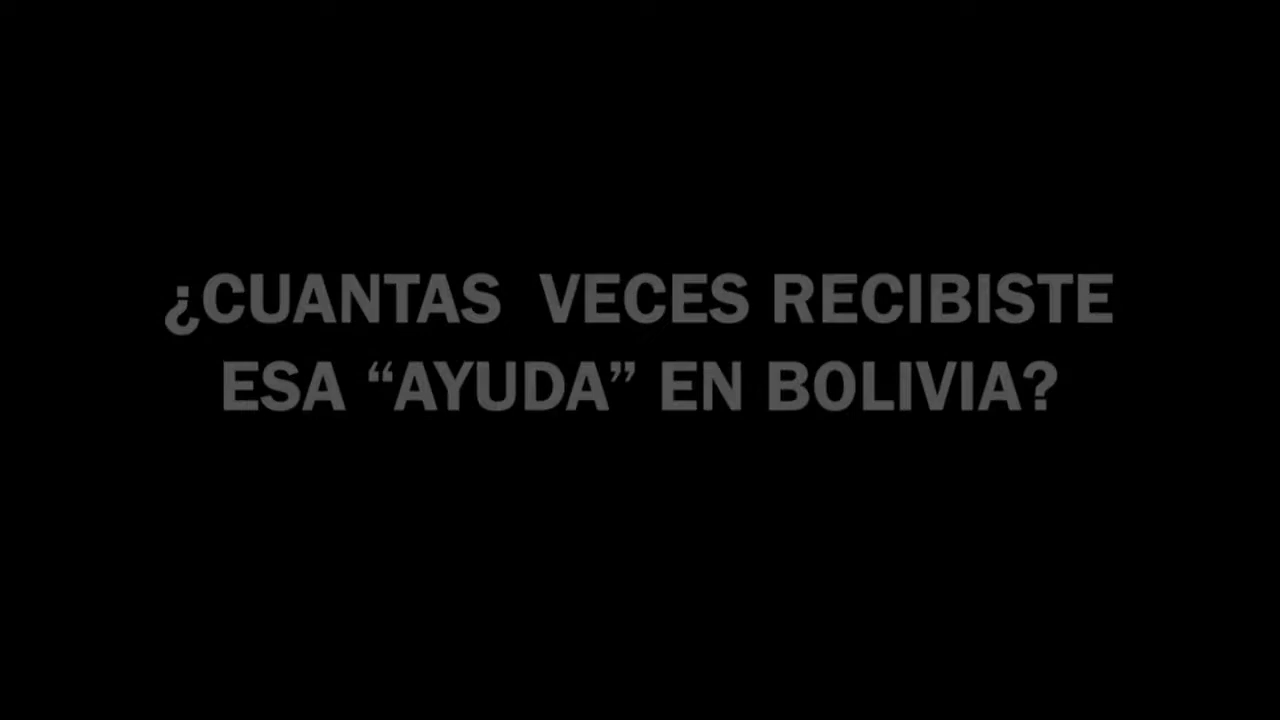 ¿CUANTAS  VECES RECIBISTE
ESA “AYUDA” EN BOLIVIA?